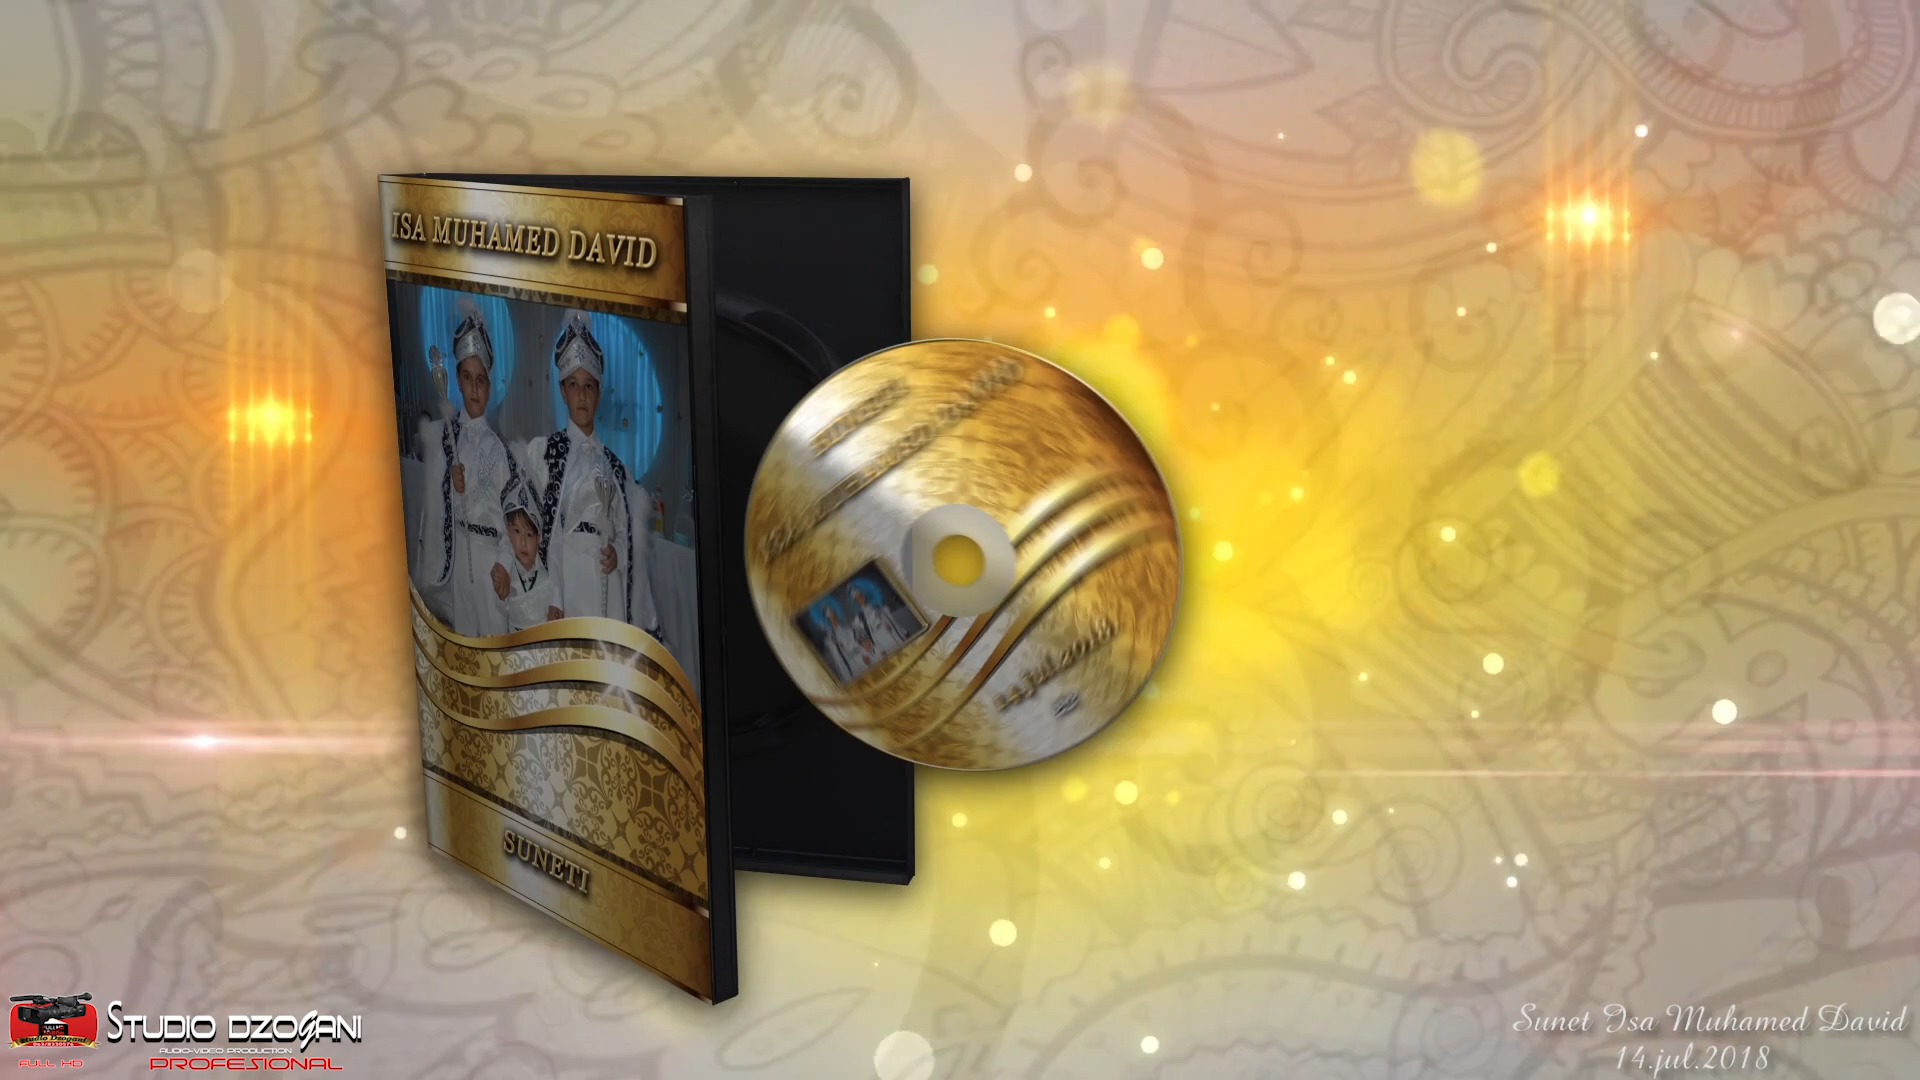 ISA MUHAMED DAVID
SUNETI
14.jul.2018
STUDIO DZOGANI
AUDIO-VIDEO PRODUCTION
PROFESIONAL
FULL HD
Sunet Isa Muhamed David
14.jul.2018